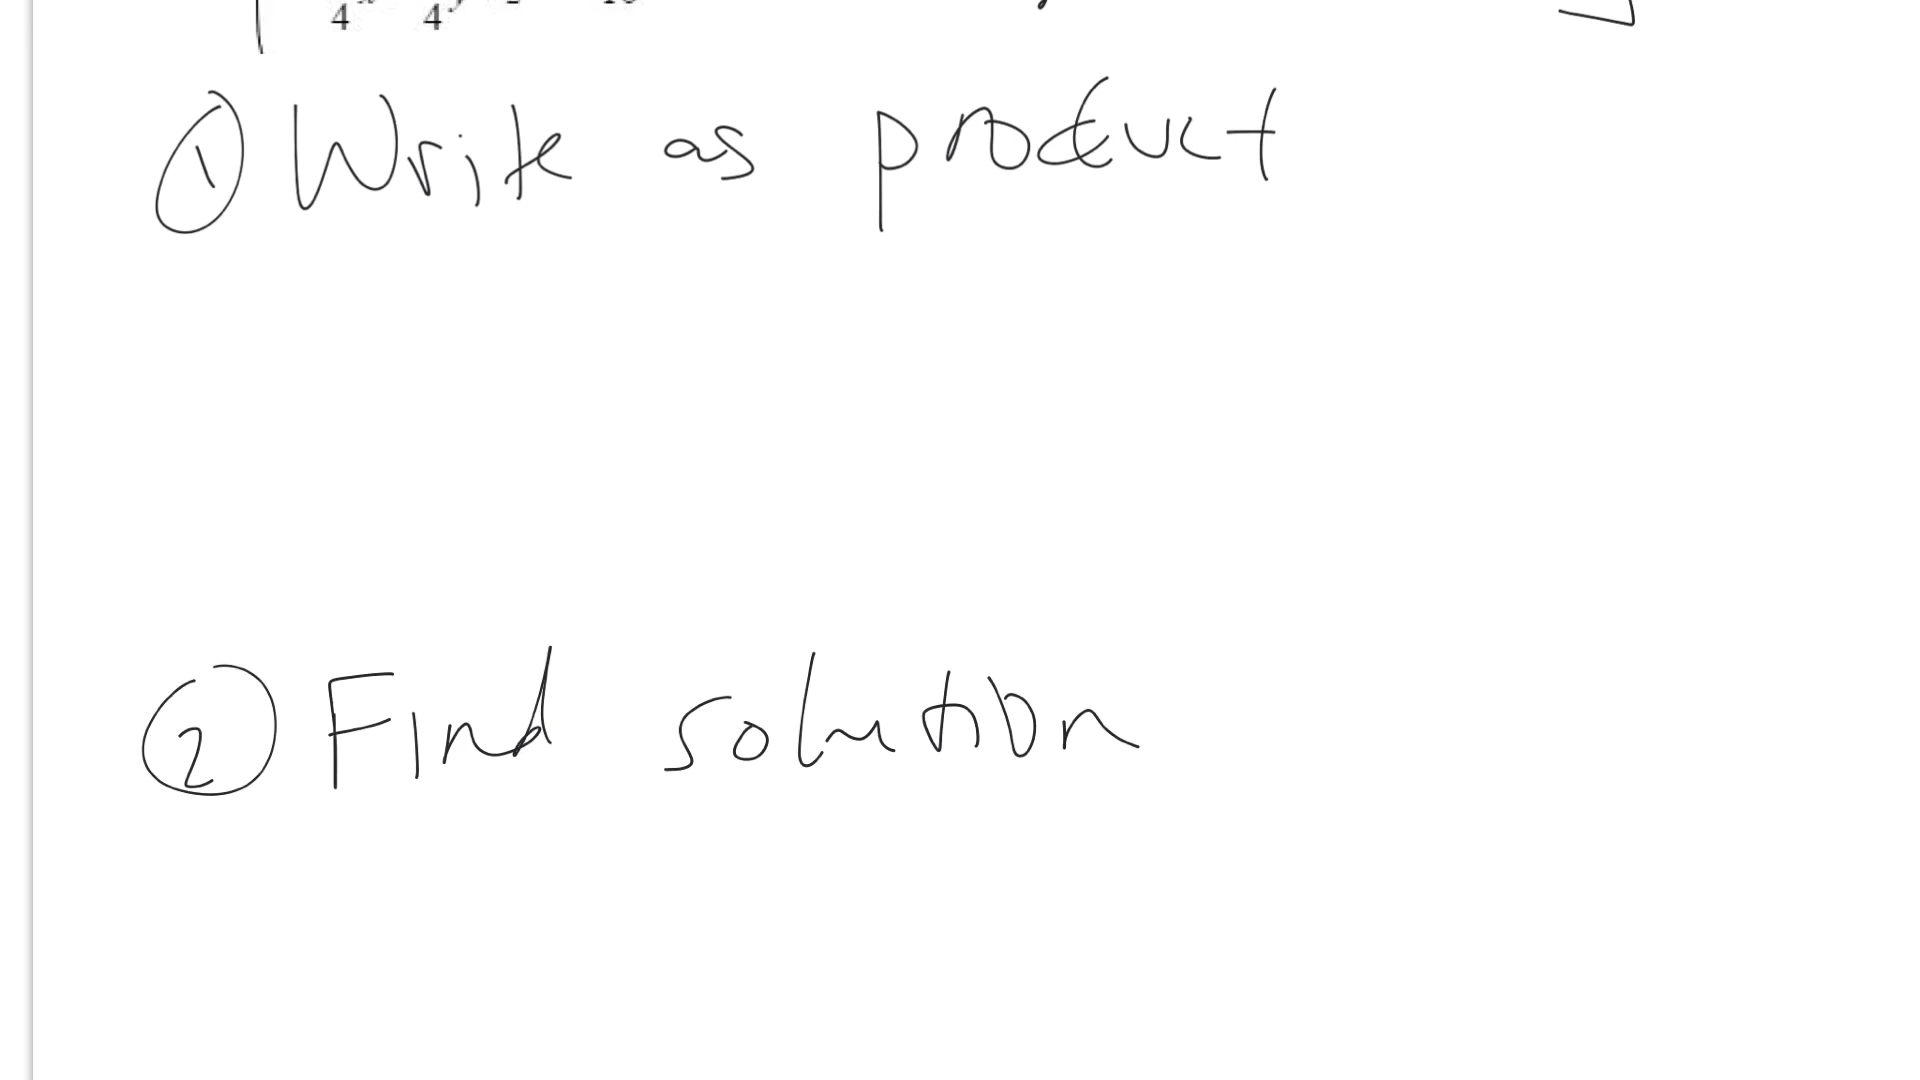 ① Write as product
② Find solution